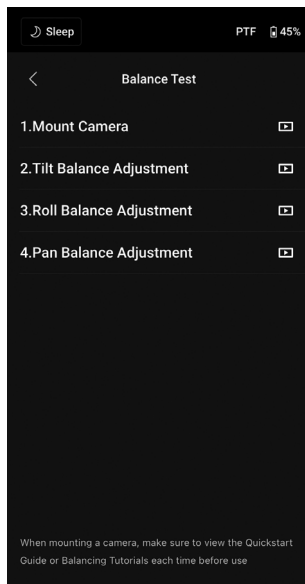 Sleep PTF 45%
Balance Test
1.Mount Camera
2.Tilt Balance Adjustment
3.Roll Balance Adjustment
4.Pan Balance Adjustment
When mounting a camera, make sure to view the Quickstart
Guide or Balancing Tutorials each time before use